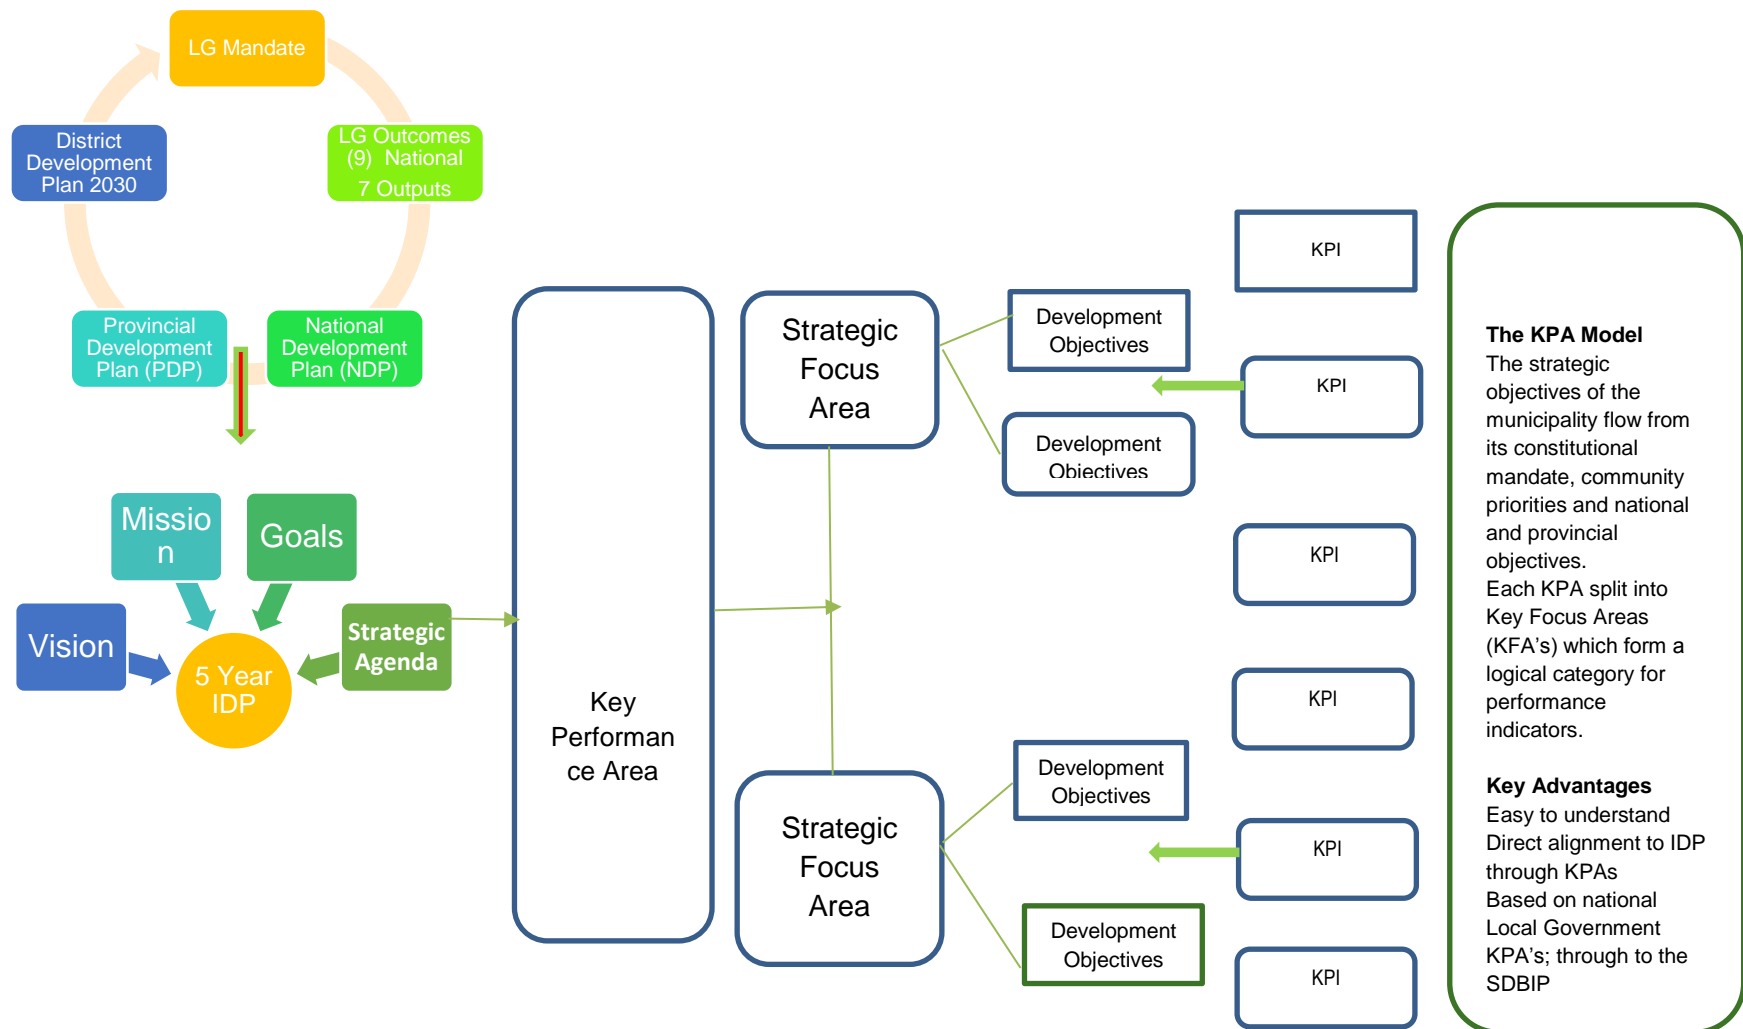 LG Mandate
District
Development
Plan 2030
LG Outcomes
(9)  National
7 Outputs
Provincial
Development
Plan (PDP)
National
Development
Plan (NDP)
Missio
n
Goals
Vision
Strategic
Agenda
5 Year
IDP
Key
Performan
ce Area
Strategic
Focus
Area
Strategic
Focus
Area
Development
Objectives
Development
Objectives
Development
Objectives
Development
Objectives
KPI
KPI
KPI
KPI
KPI
KPI
The KPA Model
The strategic
objectives of the
municipality flow from
its constitutional
mandate, community
priorities and national
and provincial
objectives.
Each KPA split into
Key Focus Areas
(KFA's) which form a
logical category for
performance
indicators.
Key Advantages
Easy to understand
Direct alignment to IDP
through KPAs
Based on national
Local Government
KPA's; through to the
SDBIP